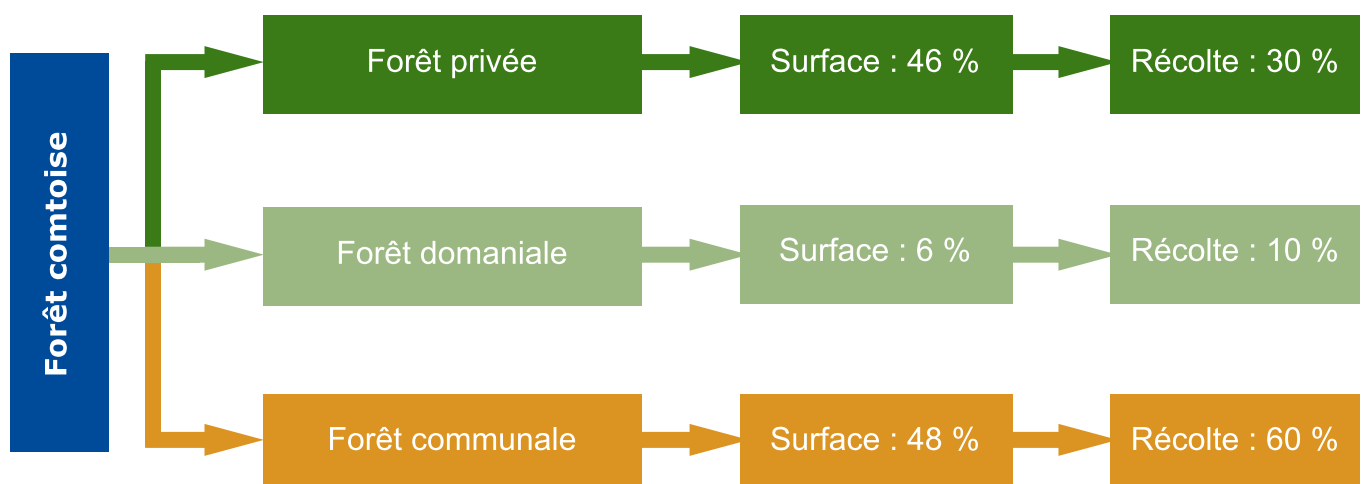 Forêt comtoise
Forêt privée
Surface : 46 %
Récolte : 30 %
Forêt domaniale
Surface : 6 %
Récolte : 10 %
Forêt communale
Surface : 48 %
Récolte : 60 %